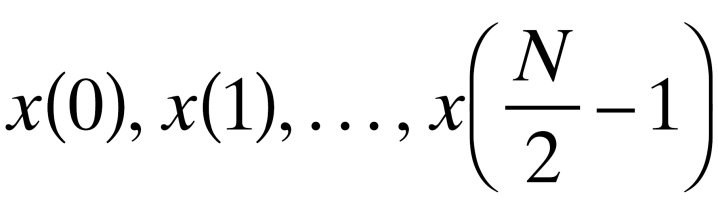 x(0), x(1), . . . , x(N/2 − 1)